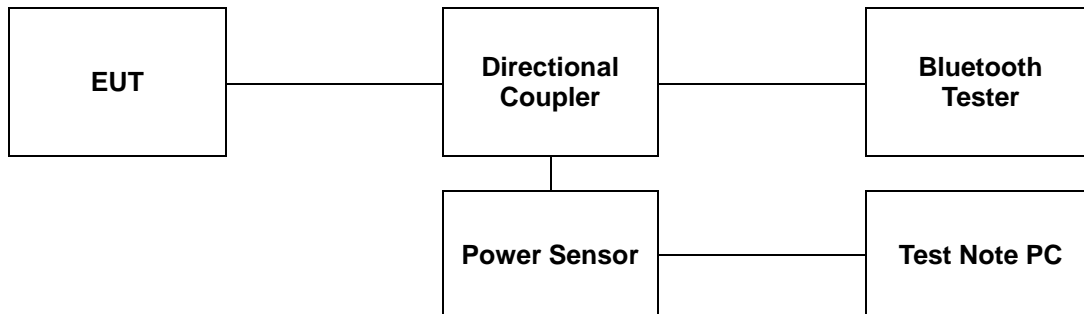 EUT
Directional
Coupler
Bluetooth
Tester
Power Sensor
Test Note PC